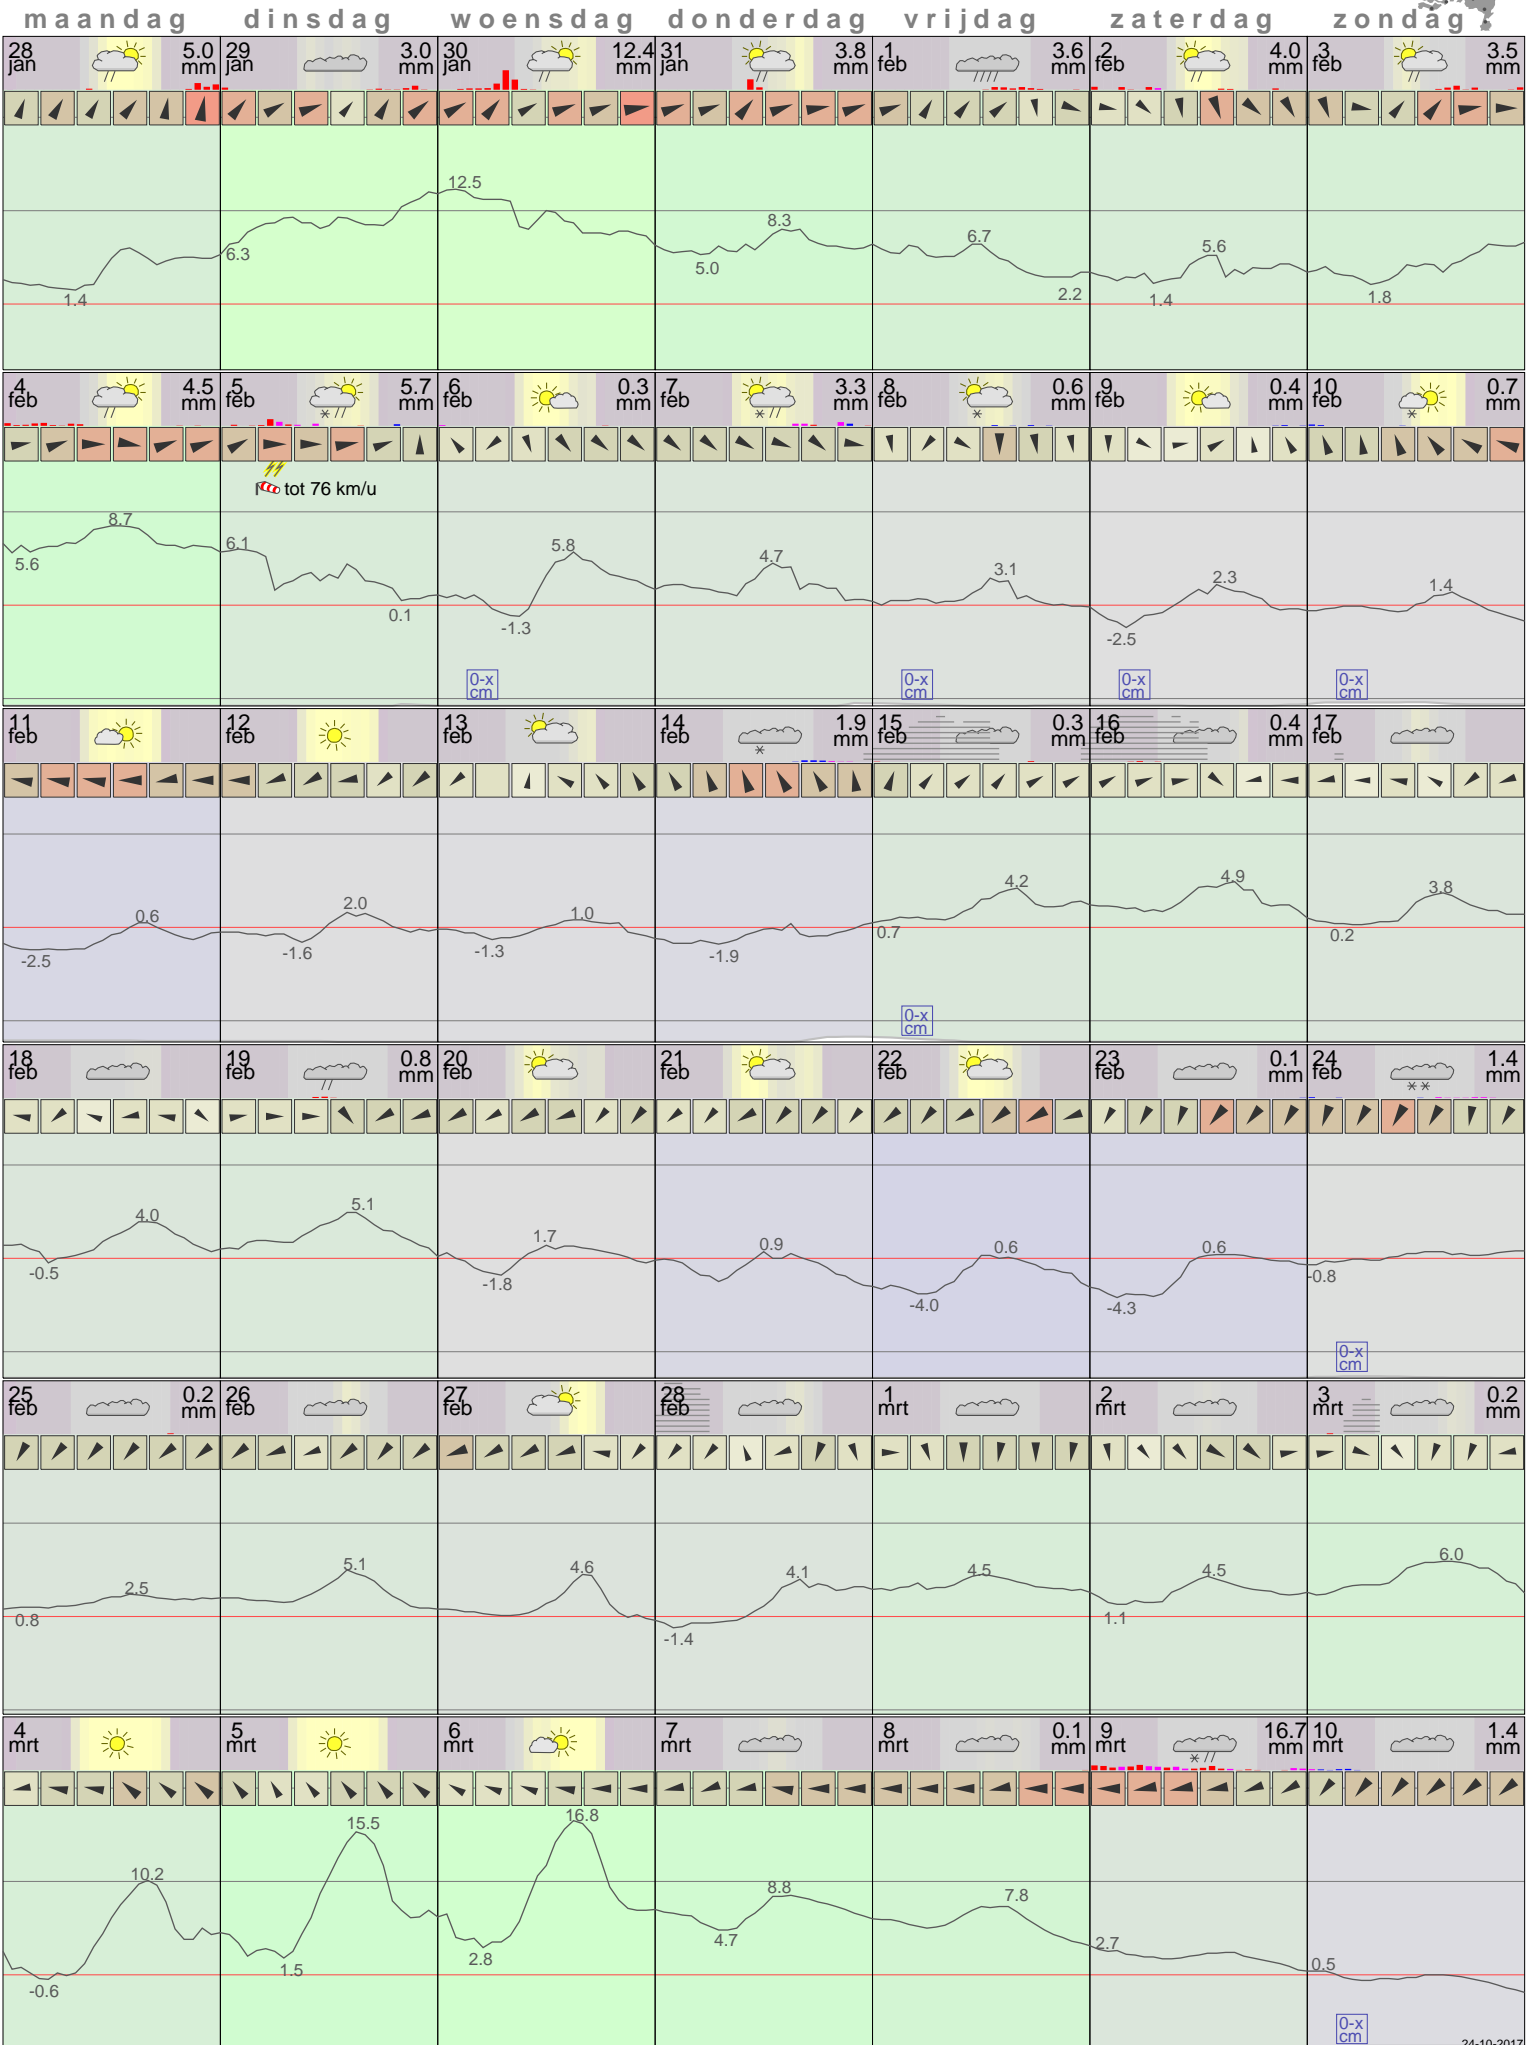 maandag dinsdag woensdag donderdag vrijdag zaterdag zondag
28 jan 5.0 mm 29 jan 3.0 mm 30 jan 12.4 mm 31 jan 3.8 mm 1 feb 3.6 mm 2 feb 4.0 mm 3 feb 3.5 mm
12.5
8.3
6.7
5.6
6.3
5.0
2.2
1.4 1.4 1.8
4 feb 4.5 mm 5 feb 5.7 mm 6 feb 0.3 mm 7 feb 3.3 mm 8 feb 0.6 mm 9 feb 0.4 mm 10 feb 0.7 mm
tot 76 km/u
8.7
6.1 5.8
5.6 4.7 3.1 2.3 1.4
0.1 -1.3 -2.5
0-x cm 0-x cm 0-x cm 0-x cm
11 feb 12 feb 13 feb 14 feb 1.9 mm 15 feb 0.3 mm 16 feb 0.4 mm 17 feb
0.6 2.0 1.0 4.2 4.9 3.8
-2.5 -1.6 -1.3 -1.9 0.7 0.2
0-x cm
18 feb 19 feb 0.8 mm 20 feb 21 feb 22 feb 23 feb 0.1 mm 24 feb 1.4 mm
4.0 5.1 1.7 0.9 0.6 0.6
-0.5 -1.8 -4.0 -4.3 -0.8
0-x cm
25 feb 0.2 mm 26 feb 27 feb 28 feb 1 mrt 2 mrt 3 mrt 0.2 mm
2.5 5.1 4.6 4.1 4.5 4.5 6.0
0.8 -1.4 1.1
4 mrt 5 mrt 6 mrt 7 mrt 8 mrt 0.1 mm 9 mrt 16.7 mm 10 mrt 1.4 mm
10.2 15.5 16.8 8.8 7.8
-0.6 1.5 2.8 4.7 2.7 0.5
0-x cm
24-10-2017